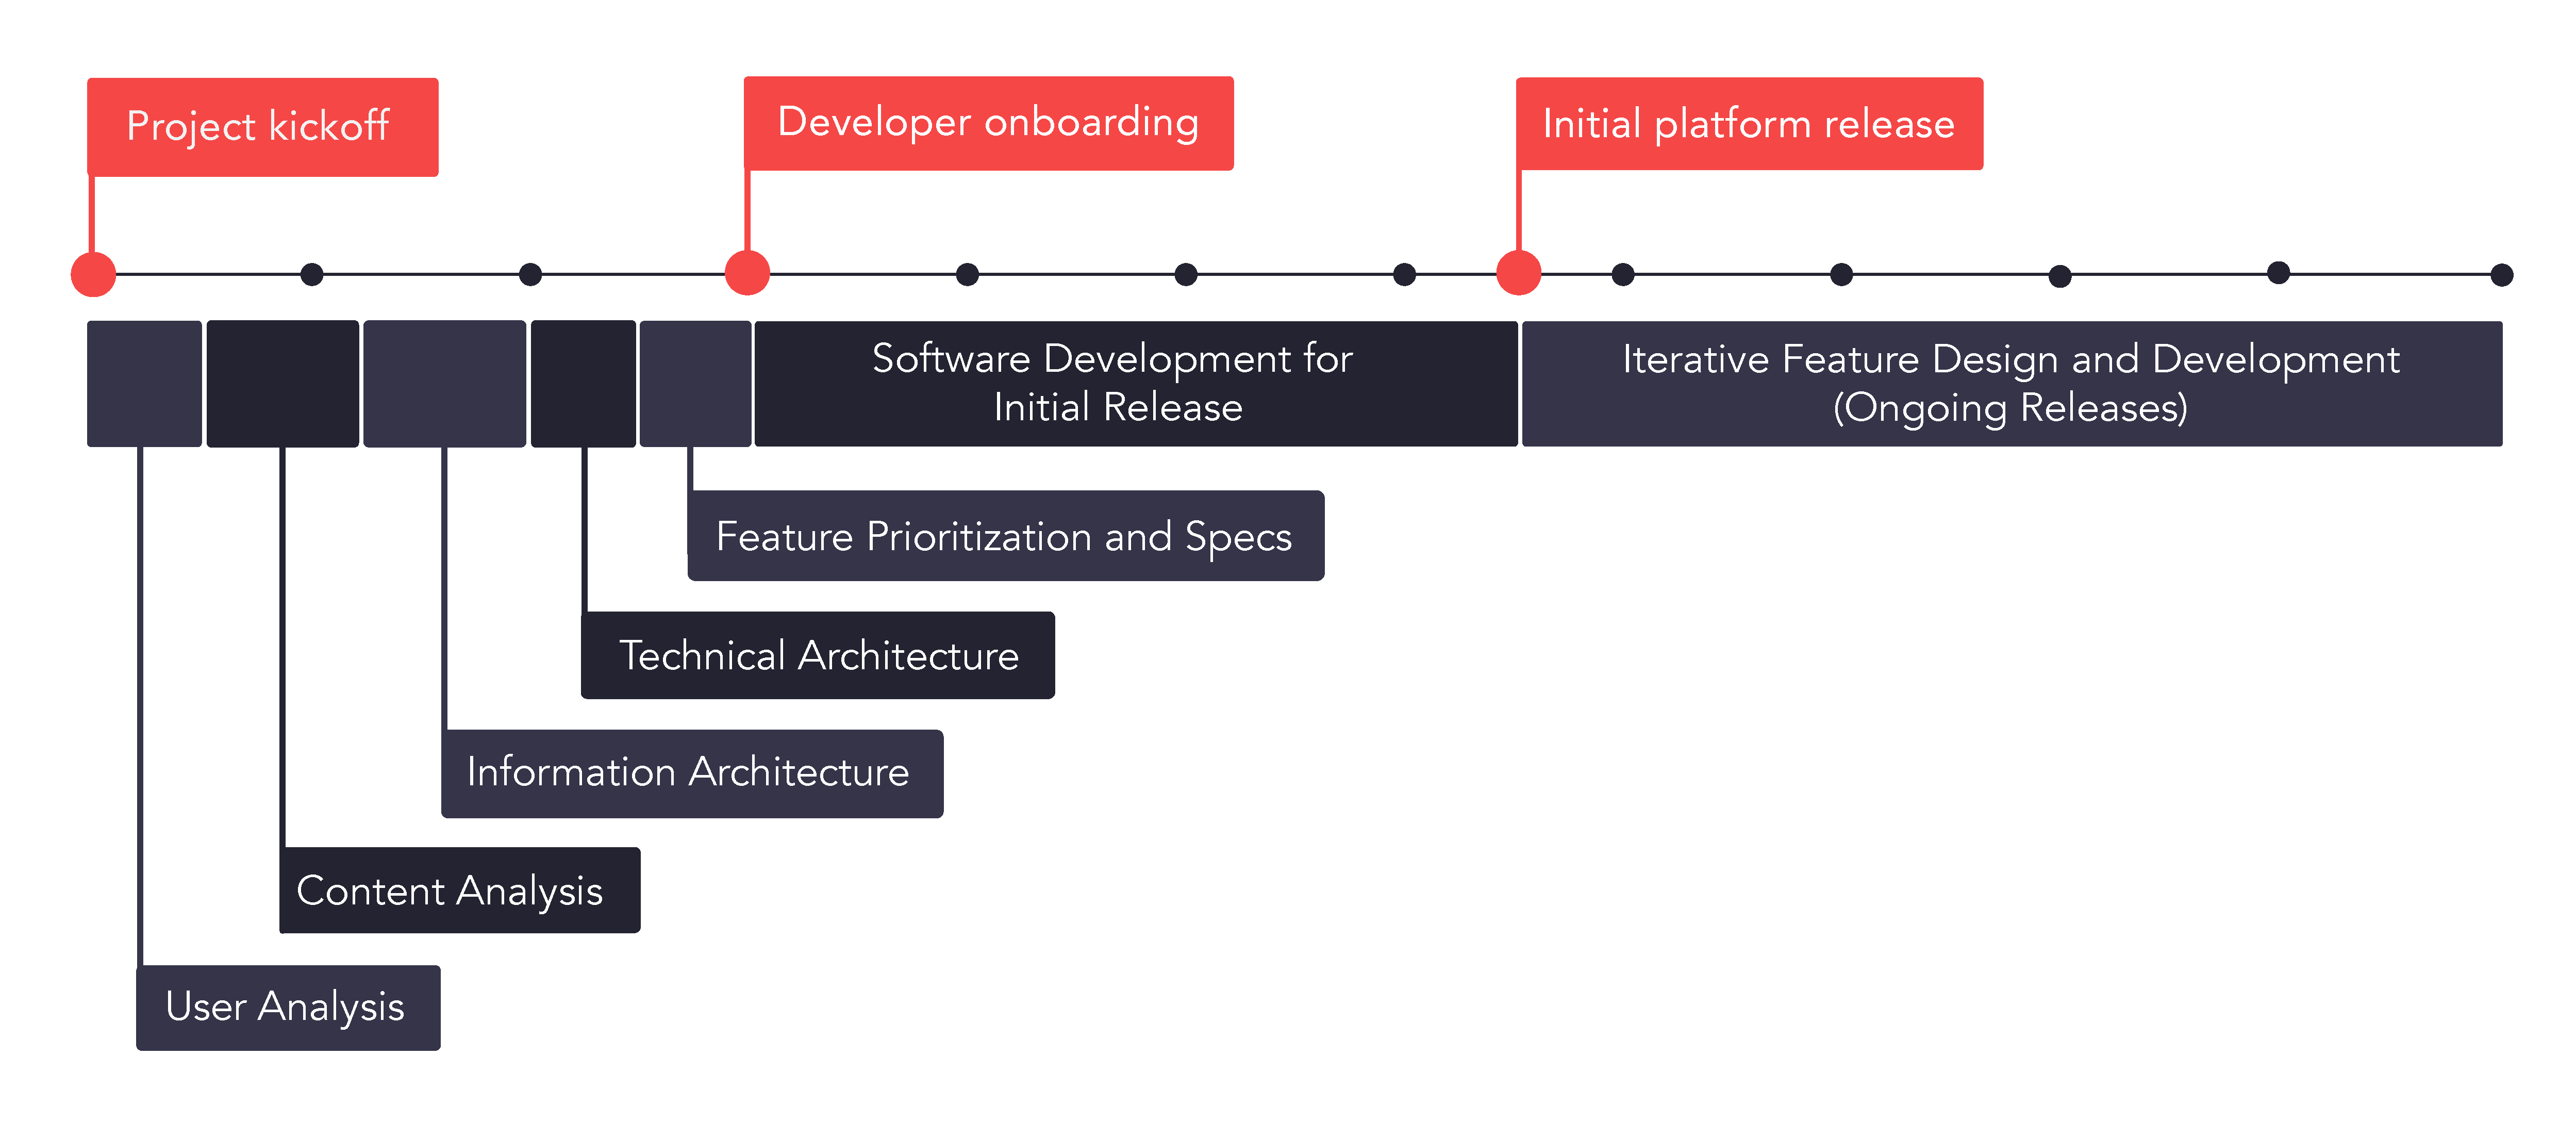 Project kickoff
Developer onboarding
Initial platform release
Software Development for
Initial Release
Iterative Feature Design and Development
(Ongoing Releases)
Feature Prioritization and Specs
Technical Architecture
Information Architecture
Content Analysis
User Analysis